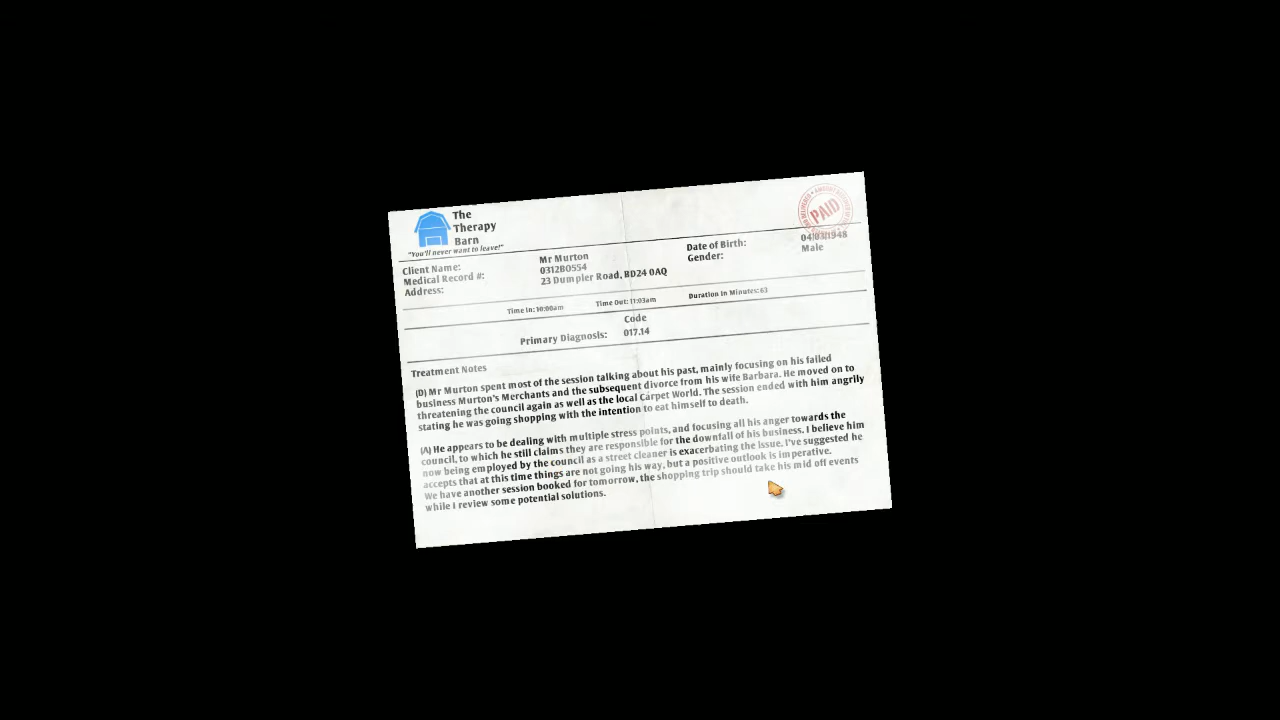 The
Therapy
Barn
"You'll never want to leave!"
PAID
Client Name: Mr Murton Date of Birth: 04/03/1948
Medical Record #: 0312B0554 Gender: Male
Address: 23 Dumpler Road, BD24 0AQ
Time In: 10:00am Time Out: 11:03am Duration In Minutes: 63
Code
Primary Diagnosis: 017.14
Treatment Notes
(D) Mr Murton spent most of the session talking about his past, mainly focusing on his failed
business Murton's Merchants and the subsequent divorce from his wife Barbara. He moved on to
threatening the council again as well as the local Carpet World. The session ended with him angrily
stating he was going shopping with the intention to eat himself to death.
(A) He appears to be dealing with multiple stress points, and focusing all his anger towards the
council, to which he still claims they are responsible for the downfall of his business. I believe him
now being employed by the council as a street cleaner is exacerbating the issue. I've suggested he
accepts that at this time things are not going his way, but a positive outlook is imperative.
We have another session booked for tomorrow, the shopping trip should take his mid off events
while I review some potential solutions.